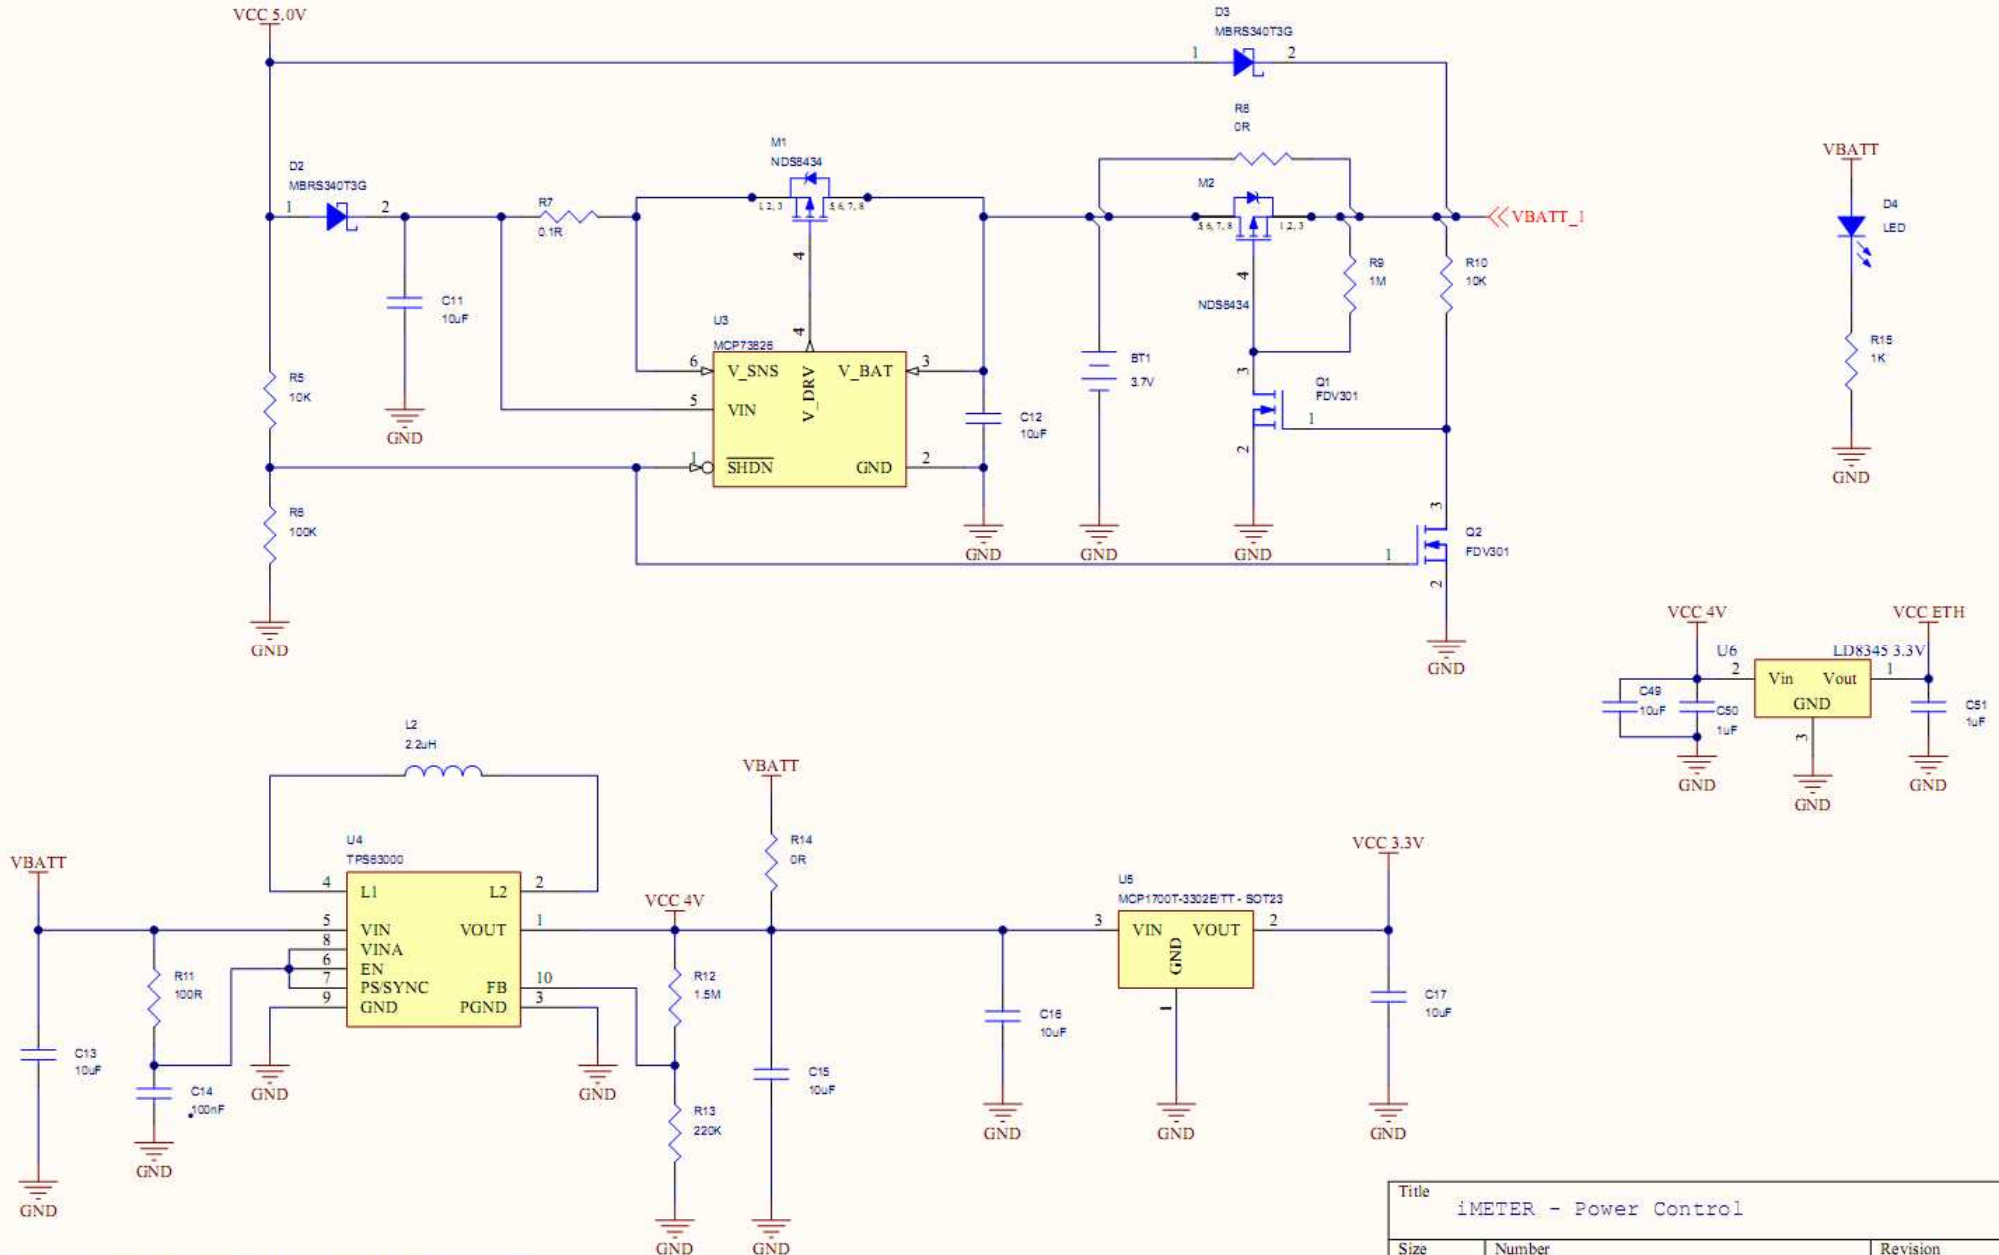 VCC 5.0V
D3
MBRS340T3G
1
2
R8
0R
M1
NDS8434
1, 2, 3
5, 6, 7, 8
4
D2
MBRS340T3G
1
2
R7
0.1R
M2
5, 6, 7, 8
1, 2, 3
4
NDS8434
VBATT_1
VBATT
D4
LED
R15
1K
GND
C11
10uF
GND
R9
1M
R10
10K
U3
MCP73826
4
6
V_SNS
V_DRV
V_BAT
3
5
VIN
1
SHDN
GND
2
C12
10uF
GND
BT1
3.7V
GND
3
Q1
FDV301
1
2
GND
R5
10K
R6
100K
GND
3
Q2
FDV301
1
2
GND
VCC 4V
VCC ETH
U6
LD8345 3.3V
2
Vin
Vout
1
GND
3
C49
10uF
C50
1uF
C51
1uF
GND
GND
GND
L2
2.2uH
U4
TPS63000
VBATT
4
L1
L2
2
5
VIN
VOUT
1
8
VINA
6
EN
7
PS/SYNC
FB
10
9
GND
PGND
3
R11
100R
C13
10uF
C14
100nF
GND
GND
GND
GND
VCC 4V
R12
1.5M
R13
220K
GND
VBATT
R14
0R
C15
10uF
GND
C16
10uF
GND
U5
MCP1700T-3302E/TT - SOT23
3
VIN
VOUT
2
GND
1
GND
VCC 3.3V
C17
10uF
GND
Title
iMETER - Power Control
Size
Number
Revision